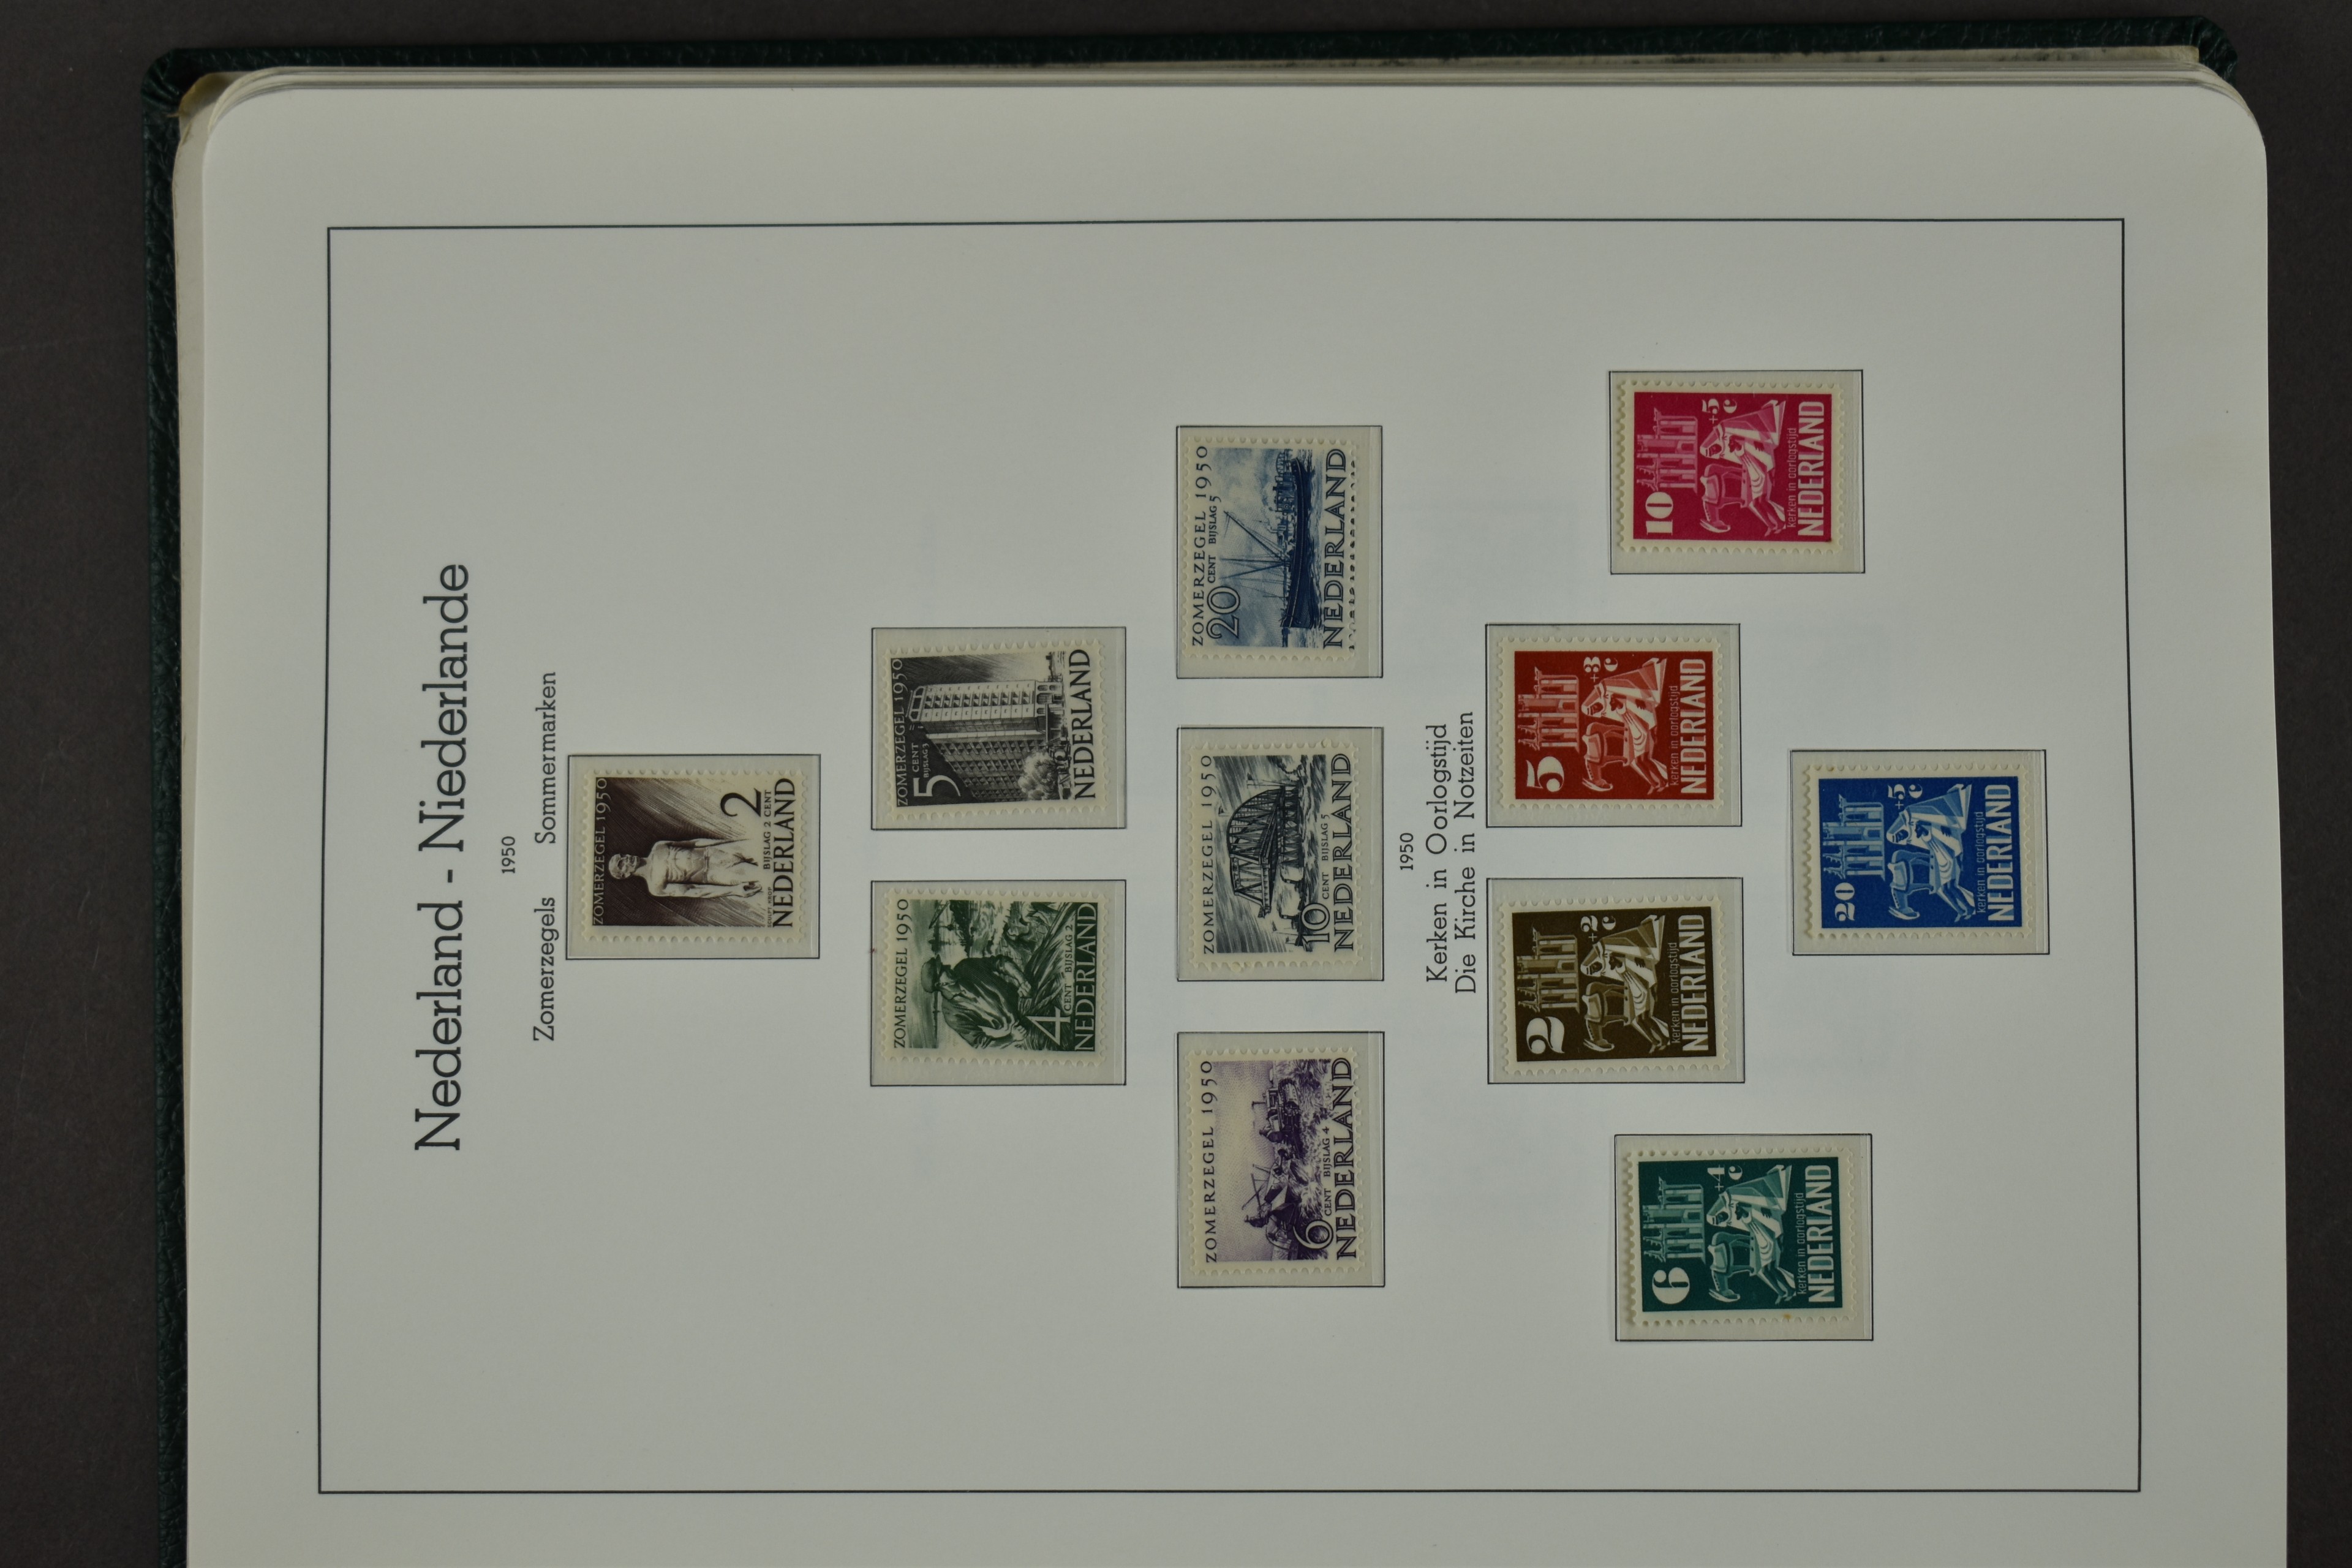 Nederland - Niederlande
1950
Zomerzegels Sommermarken
ZOMERZEGEL 1950
2
BIJSLAG 2 CENT
NEDERLAND
ZOMERZEGEL 1950
4
CENT BIJSLAG 2
NEDERLAND
ZOMERZEGEL 1950
5
CENT
BIJSLAG 3
NEDERLAND
ZOMERZEGEL 1950
6
CENT BIJSLAG 4
NEDERLAND
ZOMERZEGEL 1950
10
CENT BIJSLAG 5
NEDERLAND
ZOMERZEGEL 1950
20
CENT BIJSLAG 5
NEDERLAND
1950
Kerken in Oorlogstijd
Die Kirche in Notzeiten
2 +2 c
kerken in oorlogstijd
NEDERLAND
5 +3 c
kerken in oorlogstijd
NEDERLAND
6 +4 c
kerken in oorlogstijd
NEDERLAND
10 +5 c
kerken in oorlogstijd
NEDERLAND
20 +5 c
kerken in oorlogstijd
NEDERLAND